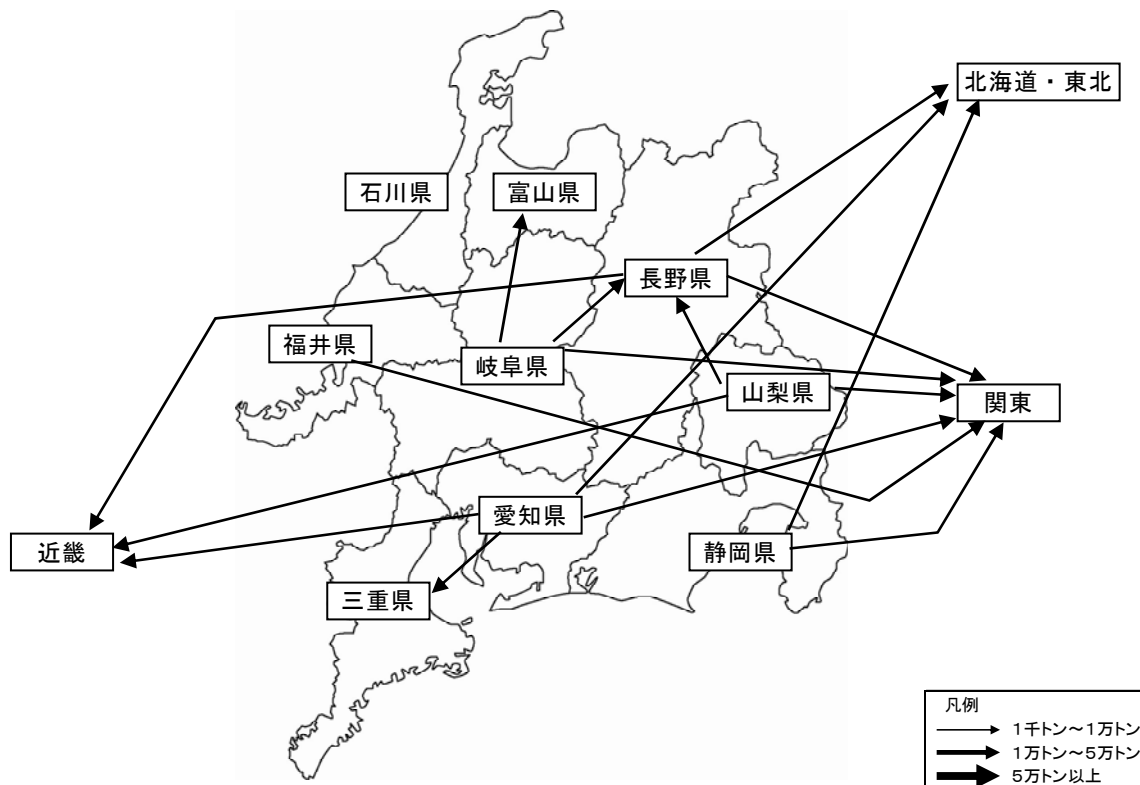 北海道・東北
石川県
富山県
長野県
福井県
岐阜県
山梨県
関東
愛知県
近畿
静岡県
三重県
凡例
1千トン～1万トン
1万トン～5万トン
5万トン以上